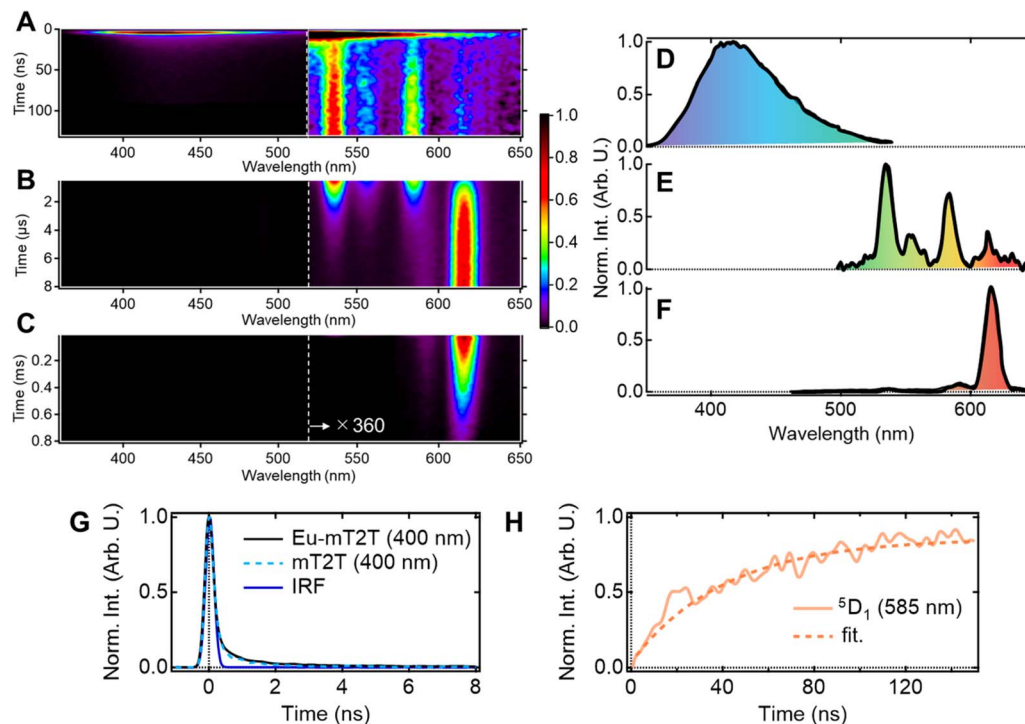 A
Time (ns)
0
50
100
400
450
500
550
600
650
Wavelength (nm)
B
Time (μs)
2
4
6
8
400
450
500
550
600
650
Wavelength (nm)
C
Time (ms)
0.2
0.4
0.6
0.8
× 360
400
450
500
550
600
650
Wavelength (nm)
1.0
0.8
0.6
0.4
0.2
0.0
Norm. Int. (Arb. U.)
D
1.0
0.5
0.0
E
1.0
0.5
0.0
F
1.0
0.5
0.0
400
500
600
Wavelength (nm)
G
Norm. Int. (Arb. U.)
1.0
0.5
0.0
Eu-mT2T (400 nm)
mT2T (400 nm)
IRF
0
2
4
6
8
Time (ns)
H
Norm. Int. (Arb. U.)
1.0
0.5
0.0
⁵D₁ (585 nm)
fit.
0
40
80
120
Time (ns)